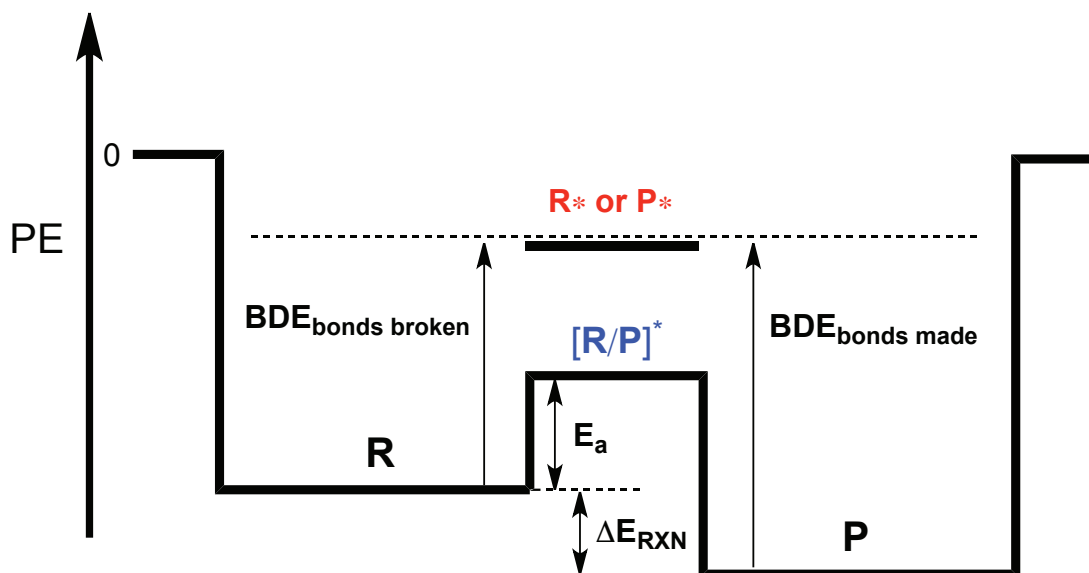 0
R* or P*
PE
BDEbonds broken
BDEbonds made
[R/P]*
Ea
R
ΔERXN
P